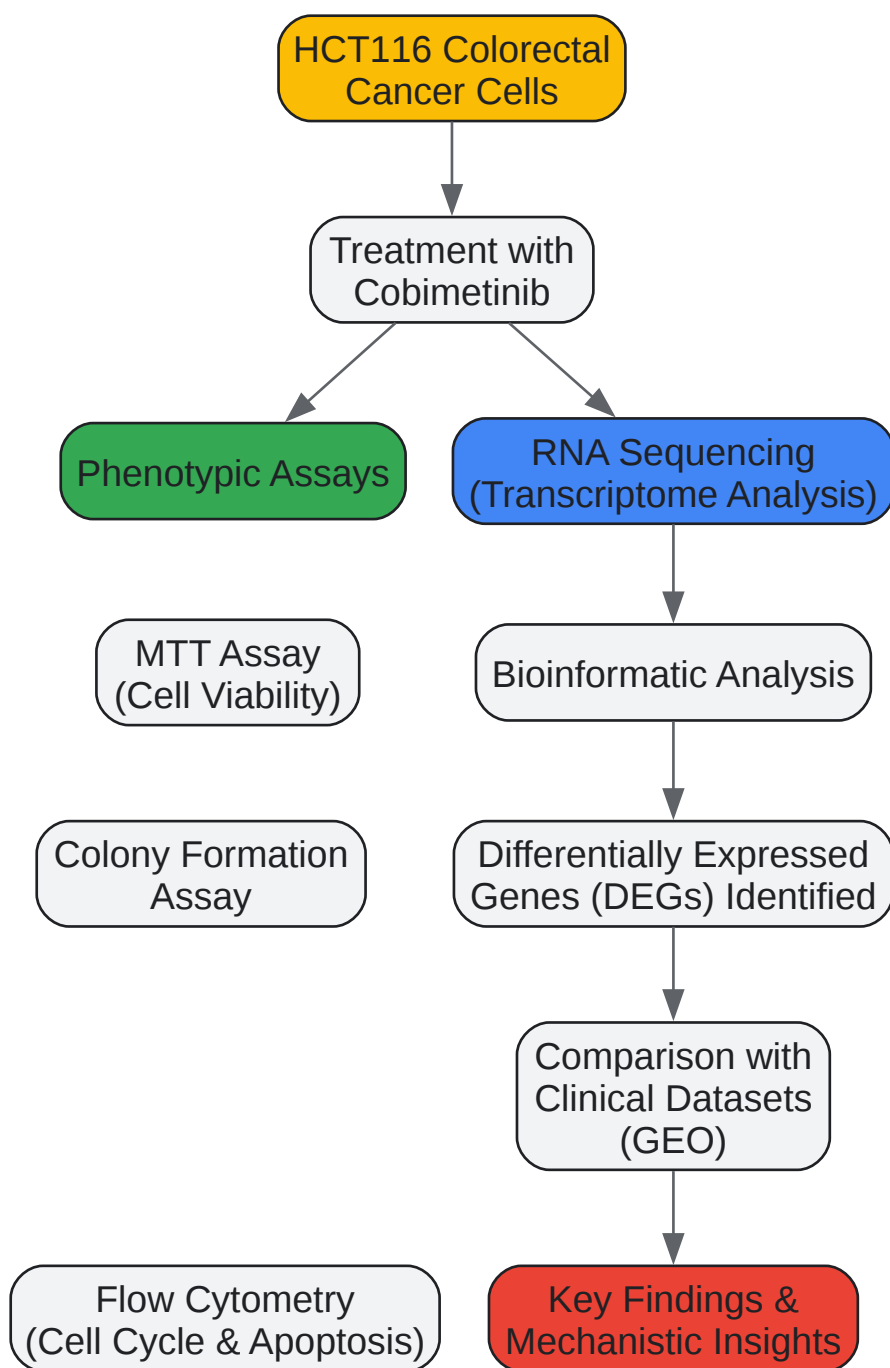 HCT116 Colorectal
Cancer Cells
Treatment with
Cobimetinib
Phenotypic Assays
RNA Sequencing
(Transcriptome Analysis)
MTT Assay
(Cell Viability)
Bioinformatic Analysis
Colony Formation
Assay
Differentially Expressed
Genes (DEGs) Identified
Comparison with
Clinical Datasets
(GEO)
Flow Cytometry
(Cell Cycle & Apoptosis)
Key Findings &
Mechanistic Insights